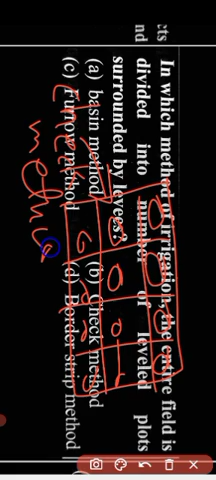 In which method of irrigation, the entire field is
divided into number of leveled plots
surrounded by levees?
(a) basin method (b) Check method
(c) Furrow method (d) Border strip method